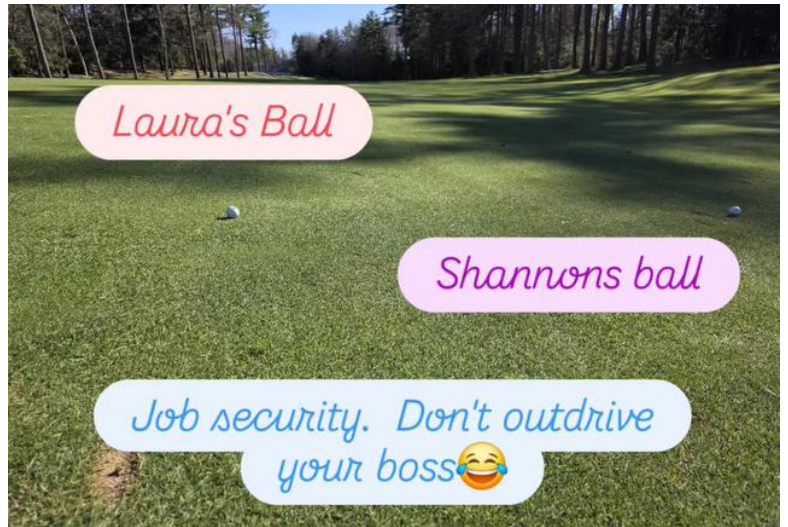 Laura's Ball
Shannons ball
Job security.  Don't outdrive
your boss😂